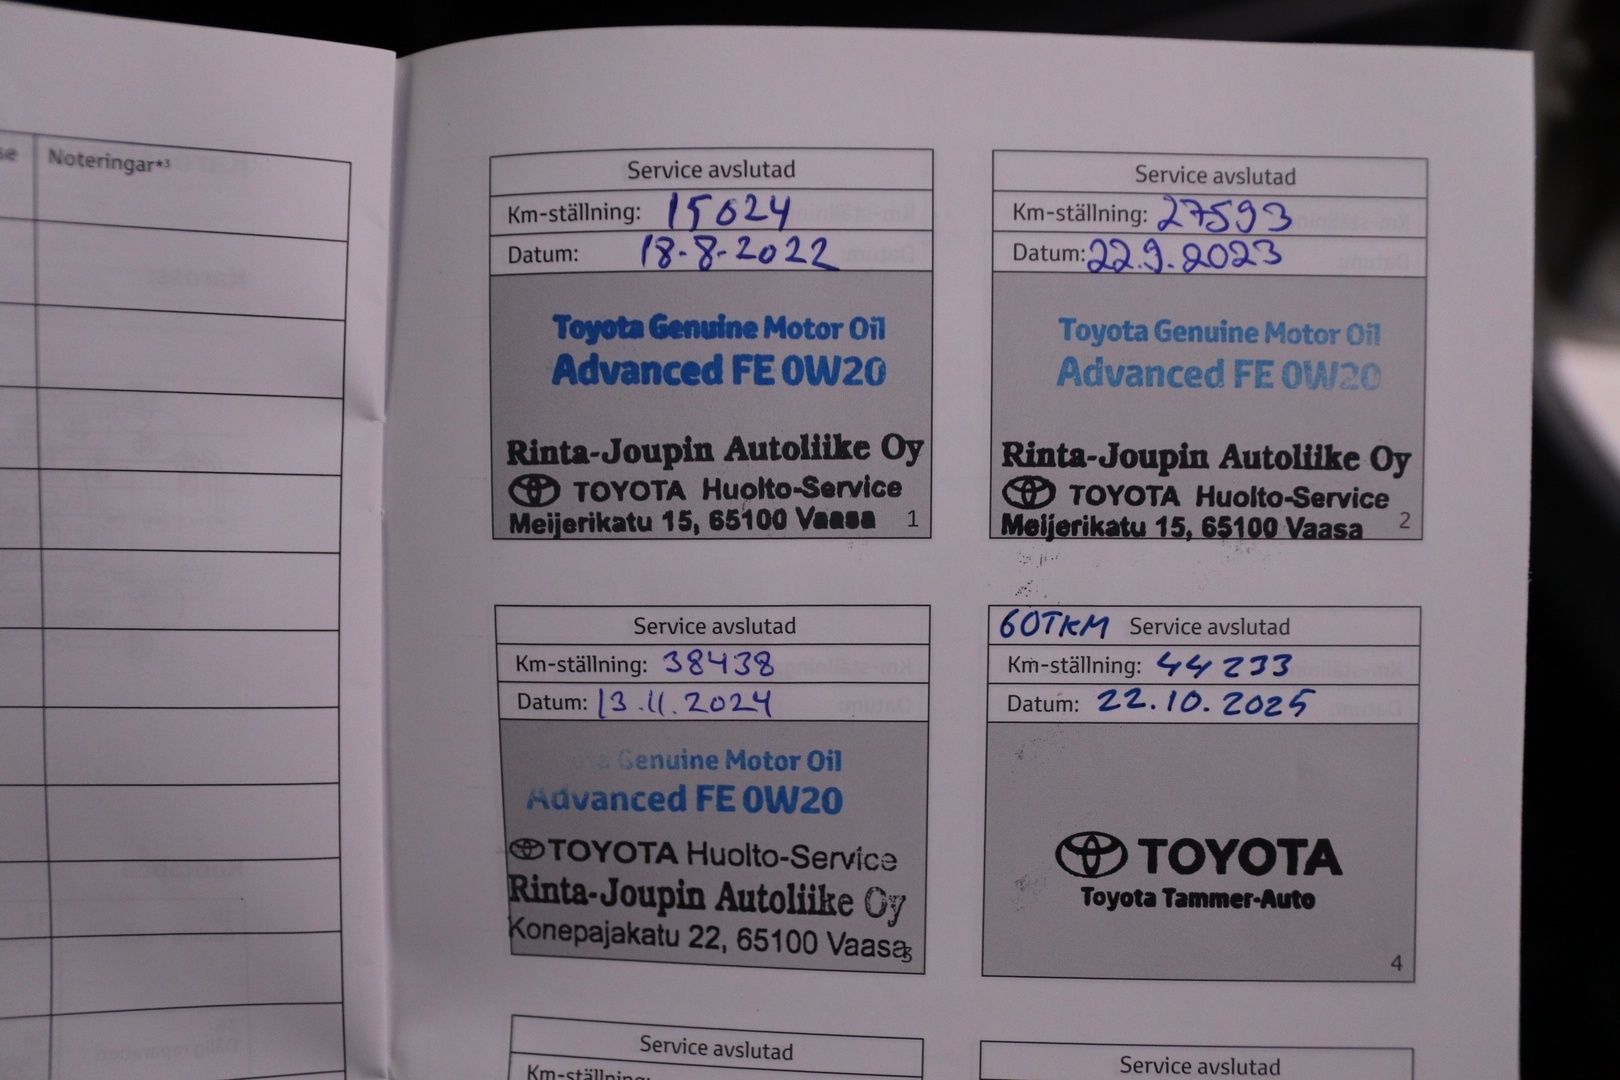 Noteringar*3
Service avslutad
Km-ställning: 15624
Datum: 18-8-2022
Toyota Genuine Motor Oil
Advanced FE 0W20
Rinta-Joupin Autoliike Oy
TOYOTA Huolto-Service
Meijerikatu 15, 65100 Vaasa 1
Service avslutad
Km-ställning: 27593
Datum: 22.9.2023
Toyota Genuine Motor Oil
Advanced FE 0W20
Rinta-Joupin Autoliike Oy
TOYOTA Huolto-Service
Meijerikatu 15, 65100 Vaasa 2
Service avslutad
Km-ställning: 38438
Datum: 13.11.2024
Genuine Motor Oil
Advanced FE 0W20
TOYOTA Huolto-Service
Rinta-Joupin Autoliike Oy
Konepajakatu 22, 65100 Vaasa 3
60TKM Service avslutad
Km-ställning: 44233
Datum: 22.10.2025
TOYOTA
Toyota Tammer-Auto
4
Service avslutad
Km-ställning:
Service avslutad